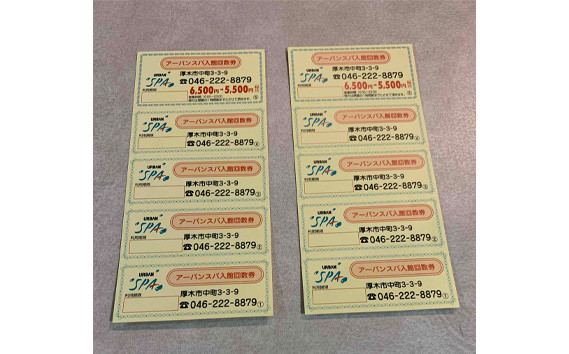 アーバンスパ入館回数券
URBAN
SPA
厚木市中町3-3-9
☎046-222-8879
6,500円→5,500円
⑤
アーバンスパ入館回数券
URBAN
SPA
厚木市中町3-3-9
☎046-222-8879④
アーバンスパ入館回数券
URBAN
SPA
厚木市中町3-3-9
☎046-222-8879③
アーバンスパ入館回数券
URBAN
SPA
厚木市中町3-3-9
☎046-222-8879②
アーバンスパ入館回数券
URBAN
SPA
厚木市中町3-3-9
☎046-222-8879①
アーバンスパ入館回数券
URBAN
SPA
厚木市中町3-3-9
☎046-222-8879
6,500円→5,500円
⑤
アーバンスパ入館回数券
URBAN
SPA
厚木市中町3-3-9
☎046-222-8879④
アーバンスパ入館回数券
URBAN
SPA
厚木市中町3-3-9
☎046-222-8879③
アーバンスパ入館回数券
URBAN
SPA
厚木市中町3-3-9
☎046-222-8879②
アーバンスパ入館回数券
URBAN
SPA
厚木市中町3-3-9
☎046-222-8879①